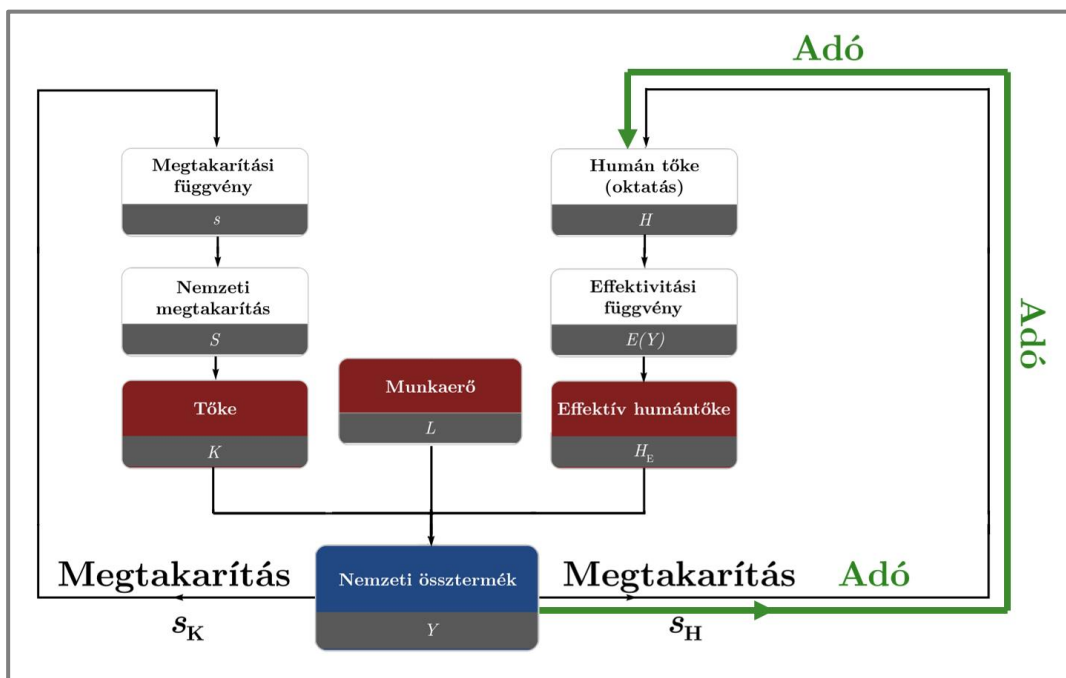 Adó
Megtakarítási
függvény
s
Humán tőke
(oktatás)
H
Nemzeti
megtakarítás
S
Effektivitási
függvény
E(Y)
Adó
Tőke
K
Munkaerő
L
Effektív humántőke
H_E
Megtakarítás
s_K
Nemzeti össztermék
Y
Megtakarítás
s_H
Adó